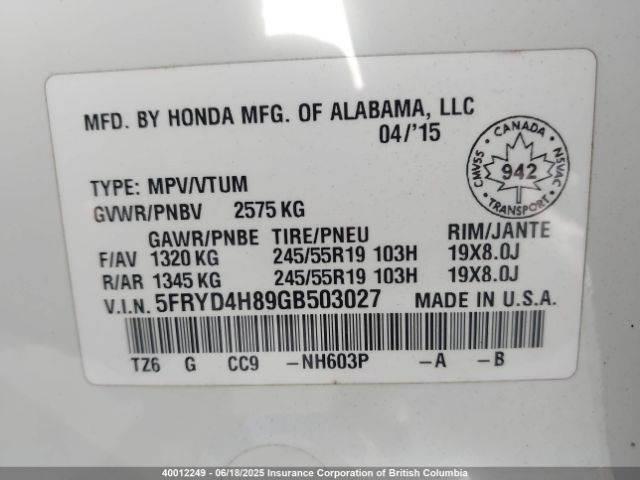 MFD. BY HONDA MFG. OF ALABAMA, LLC
04/'15
CANADA
CMVSS 942 NSVAC
TRANSPORT
TYPE: MPV/VTUM
GVWR/PNBV 2575 KG
GAWR/PNBE TIRE/PNEU RIM/JANTE
F/AV 1320 KG 245/55R19 103H 19X8.0J
R/AR 1345 KG 245/55R19 103H 19X8.0J
V.I.N. 5FRYD4H89GB503027 MADE IN U.S.A.
TZ6 G CC9 -NH603P -A -B
40012249 - 06/18/2025 Insurance Corporation of British Columbia